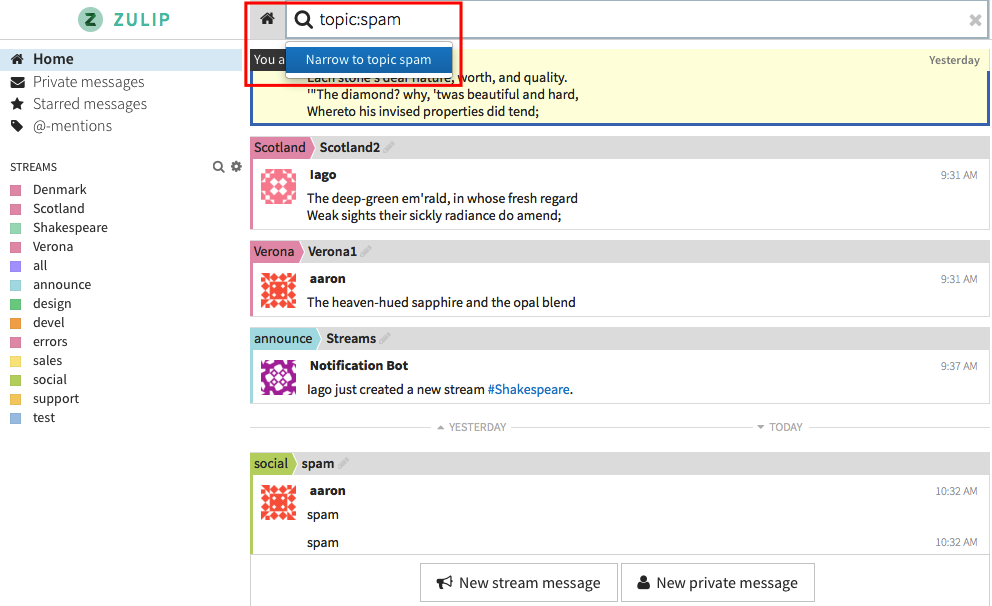 ZULIP
topic:spam
Narrow to topic spam
Home
Private messages
Starred messages
@-mentions
STREAMS
Denmark
Scotland
Shakespeare
Verona
all
announce
design
devel
errors
sales
social
support
test
You a
Yesterday
Each stone's dear nature, worth, and quality.
'"The diamond? why, 'twas beautiful and hard,
Whereto his invised properties did tend;
Scotland Scotland2
Iago 9:31 AM
The deep-green em'rald, in whose fresh regard
Weak sights their sickly radiance do amend;
Verona Verona1
aaron 9:31 AM
The heaven-hued sapphire and the opal blend
announce Streams
Notification Bot 9:37 AM
Iago just created a new stream #Shakespeare.
YESTERDAY TODAY
social spam
aaron 10:32 AM
spam
spam 10:32 AM
New stream message New private message